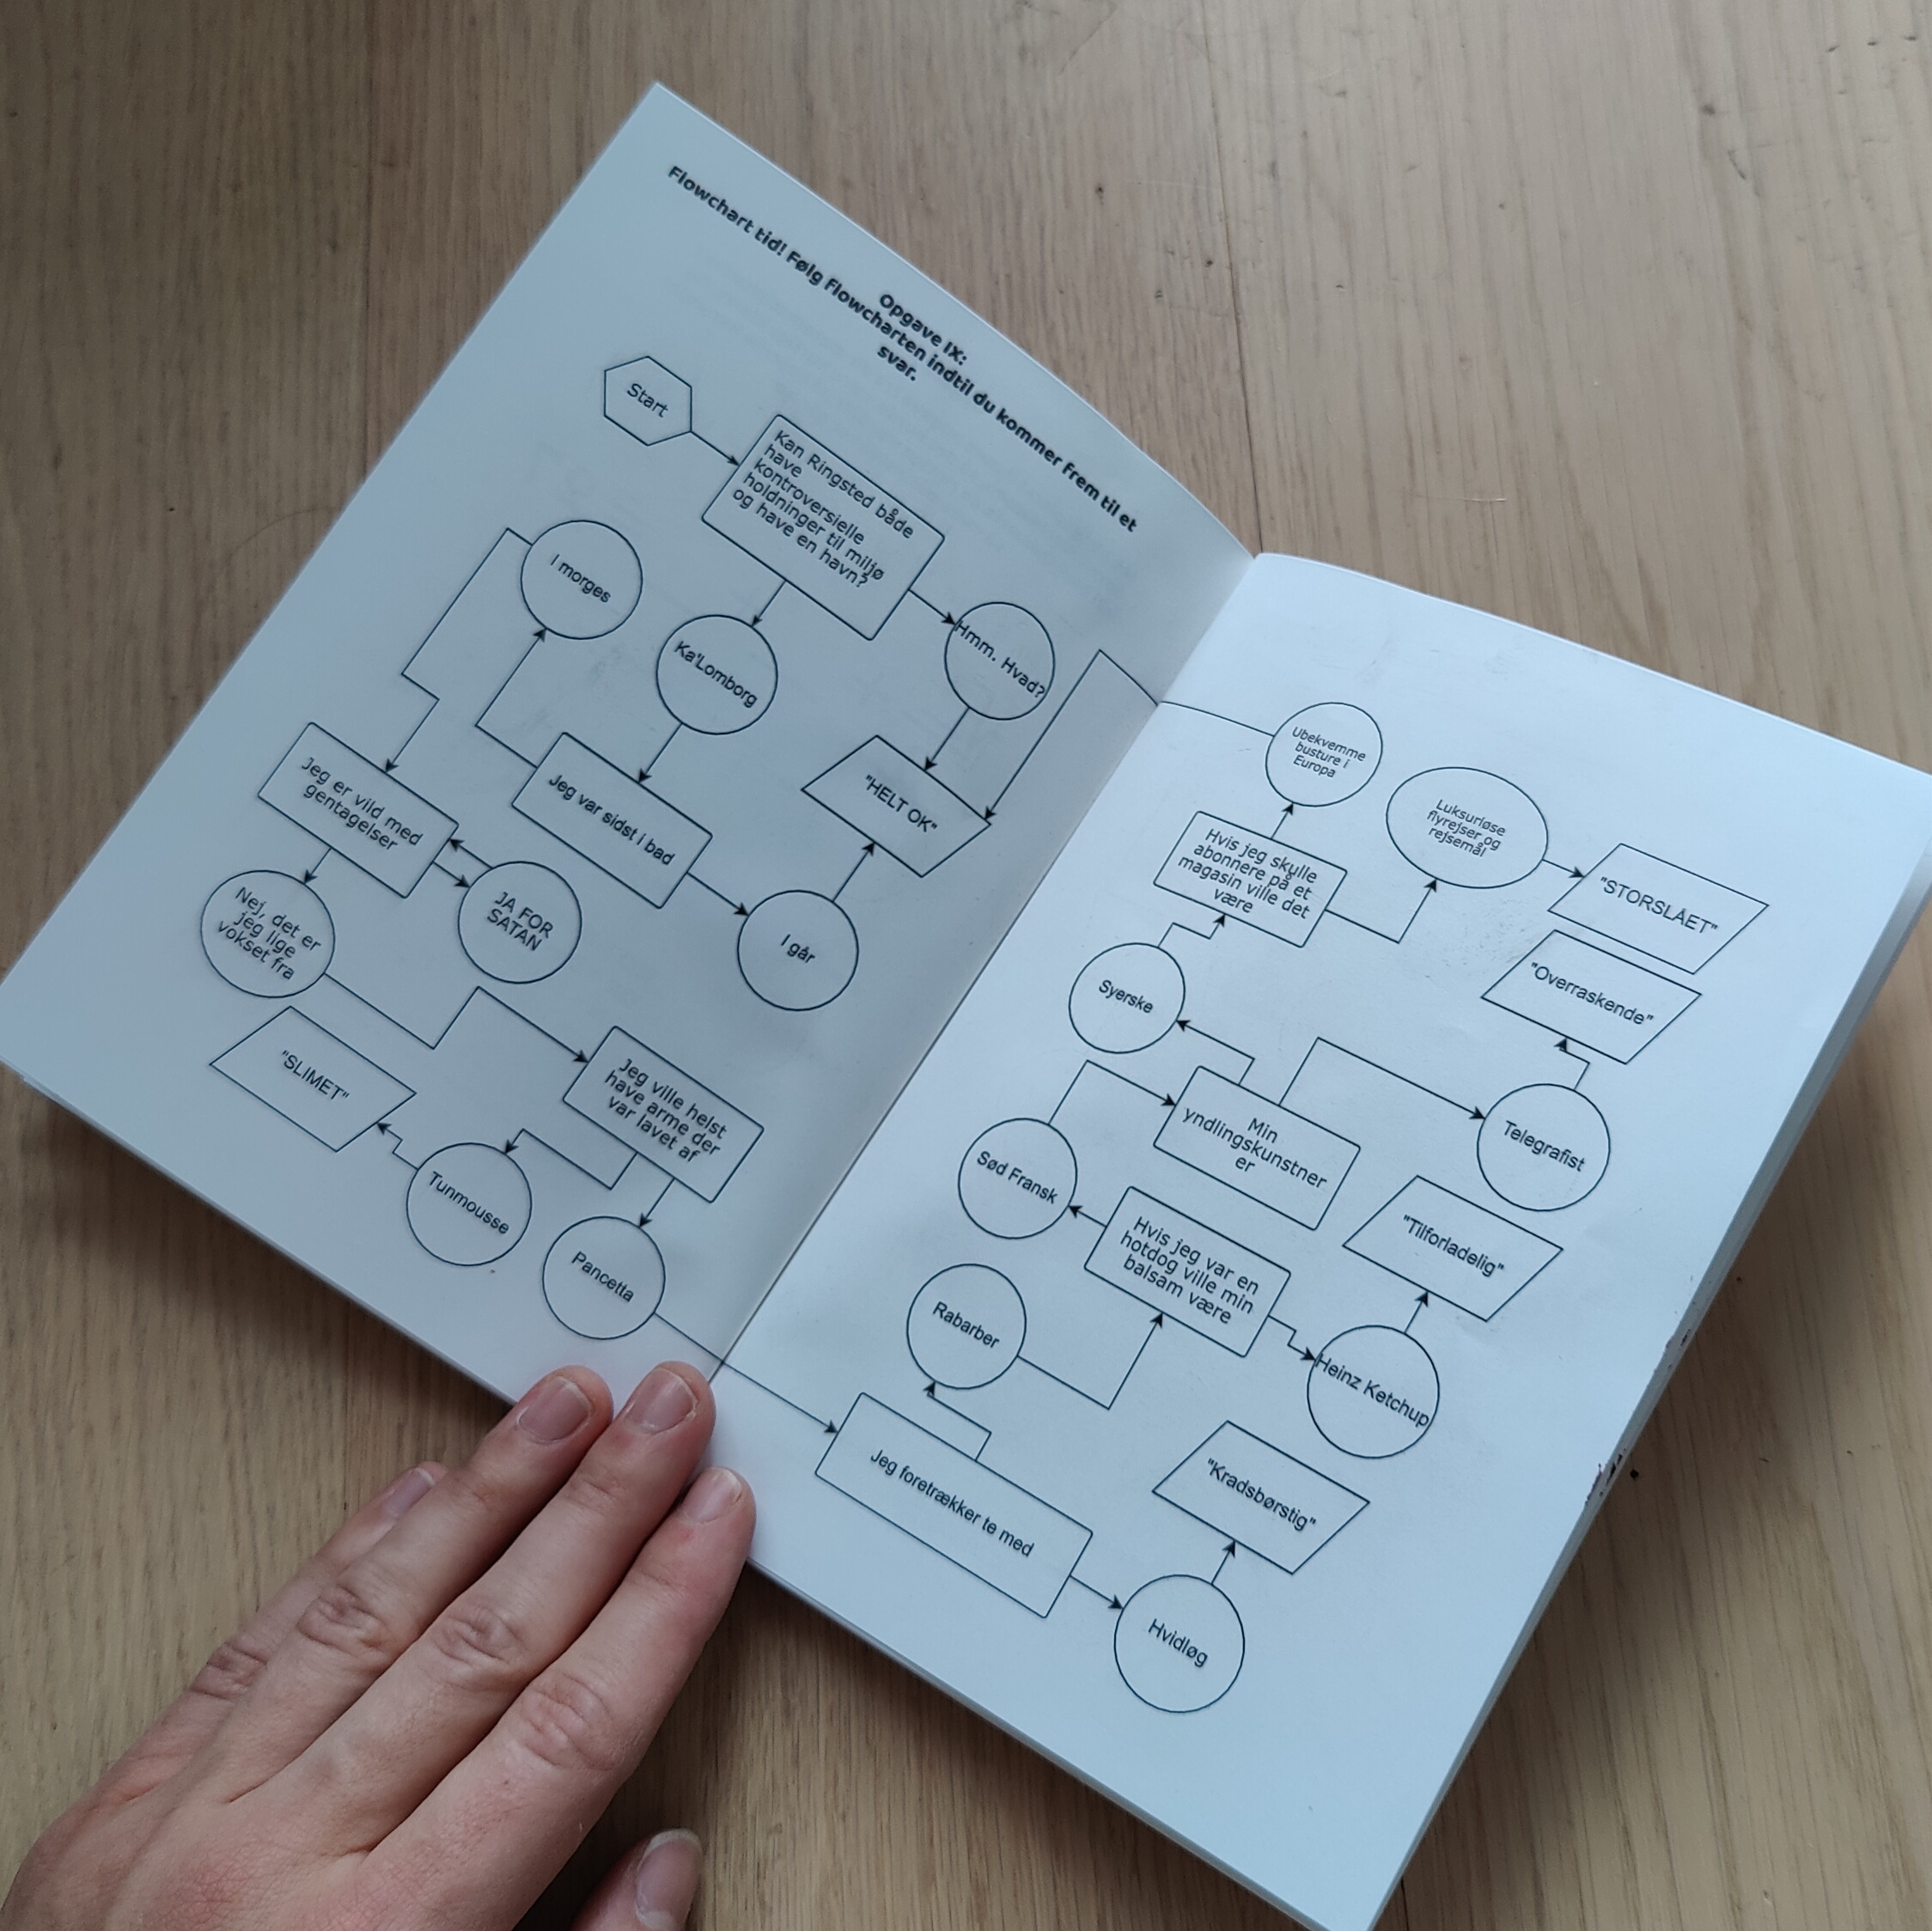 Opgave IX:
Flowchart tid! Følg Flowcharten indtil du kommer frem til et
svar.
Start
Kan Ringsted både
have
kontroversielle
holdninger til miljø
og have en havn?
Hmm. Hvad?
Ka'Lomborg
I morges
"HELT OK"
Jeg var sidst i bad
I går
Jeg er vild med
gentagelser
JA FOR
SATAN
Nej, det er
jeg lige
vokset fra
Jeg ville helst
have arme der
var lavet af
"SLIMET"
Tunmousse
Pancetta
Ubekvemme
busture i
Europa
Luksuriøse
flyrejser og
rejsemål
"STORSLÅET"
Hvis jeg skulle
abonnere på et
magasin ville det
være
"Overraskende"
Syerske
Min
yndlingskunstner
er
Telegrafist
Sød Fransk
"Tilforladelig"
Hvis jeg var en
hotdog ville min
balsam være
Rabarber
Heinz Ketchup
Jeg foretrækker te med
"Kradsbørstig"
Hvidløg